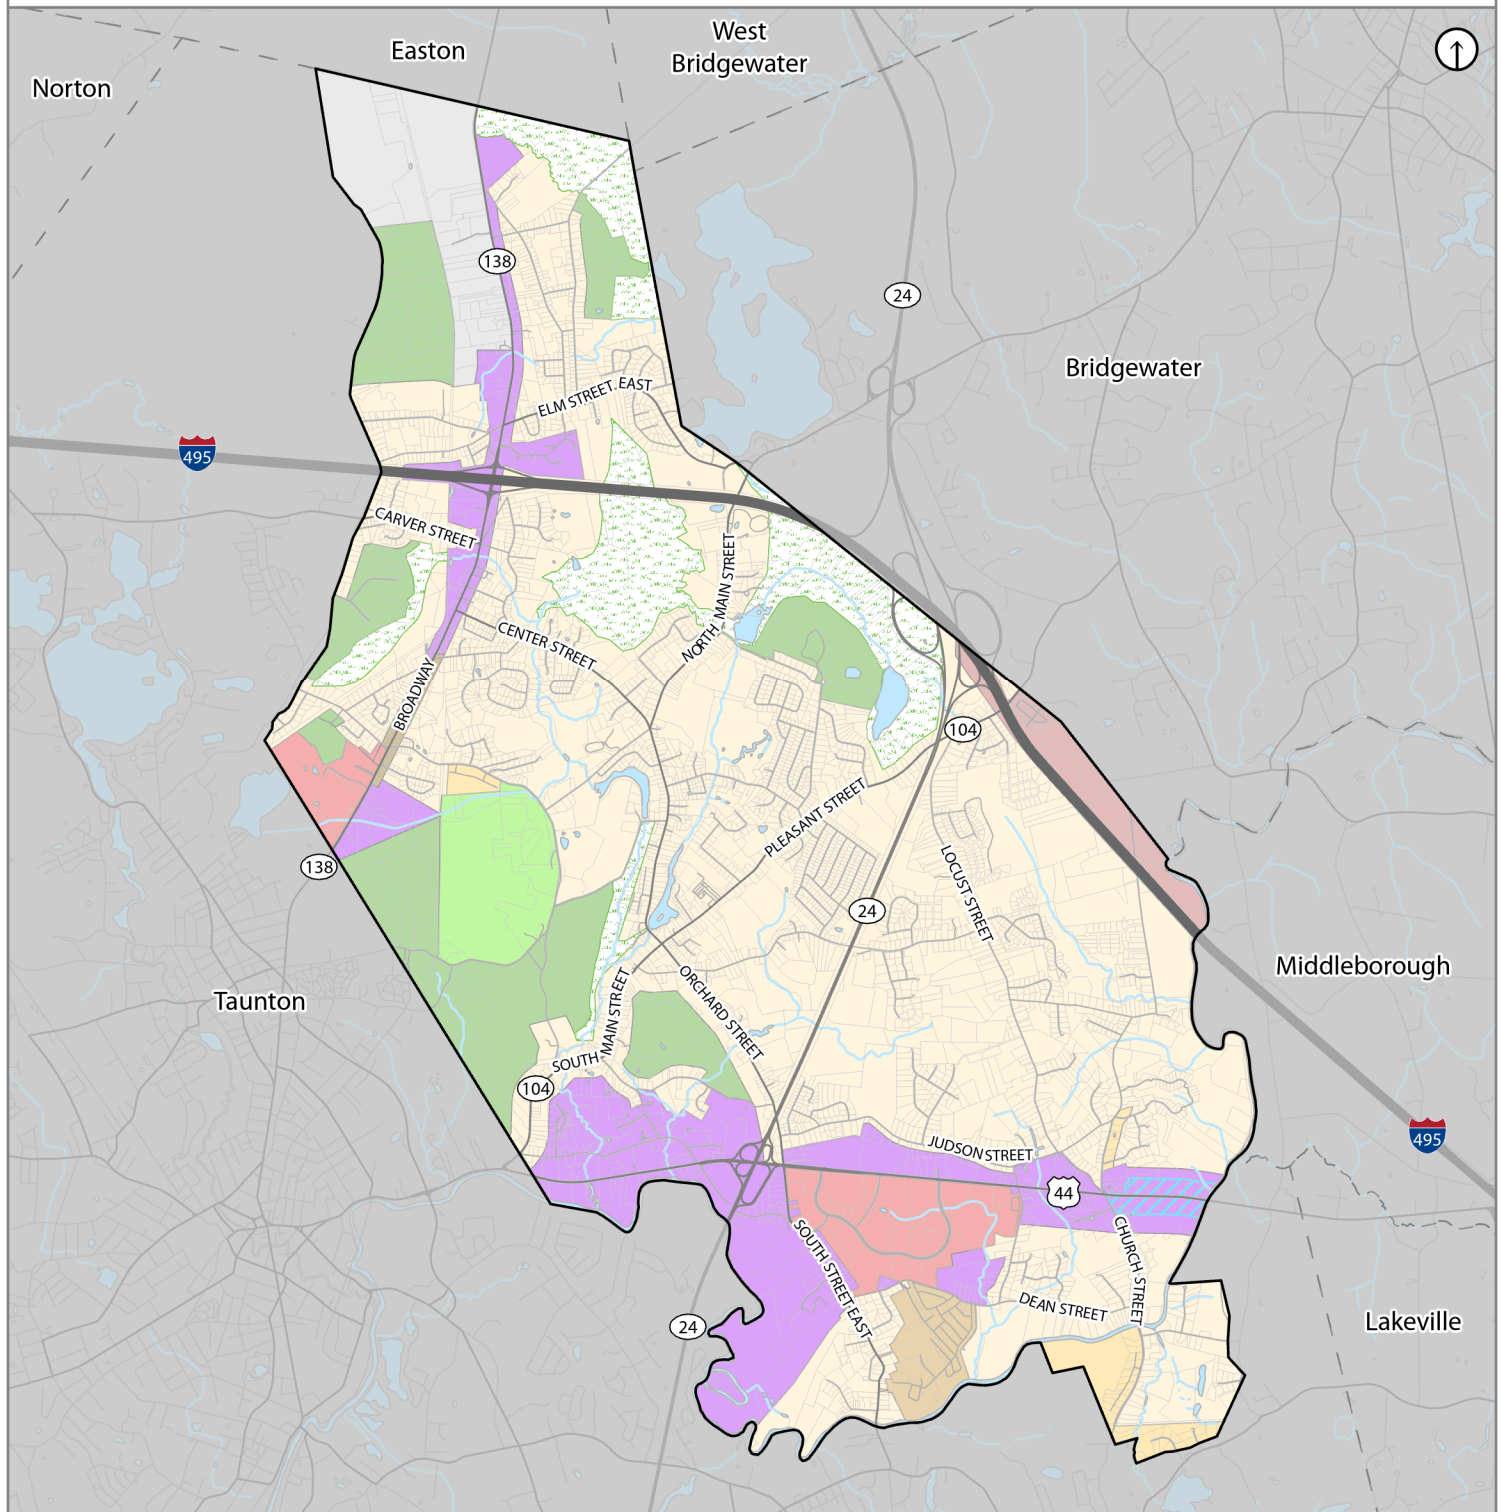 West
Bridgewater
Easton
Norton
138
24
Bridgewater
ELM STREET EAST
495
CARVER STREET
NORTH MAIN STREET
CENTER STREET
BROADWAY
104
PLEASANT STREET
138
LOCUST STREET
24
Middleborough
ORCHARD STREET
Taunton
SOUTH MAIN STREET
104
495
JUDSON STREET
44
CHURCH STREET
SOUTH STREET EAST
DEAN STREET
24
Lakeville